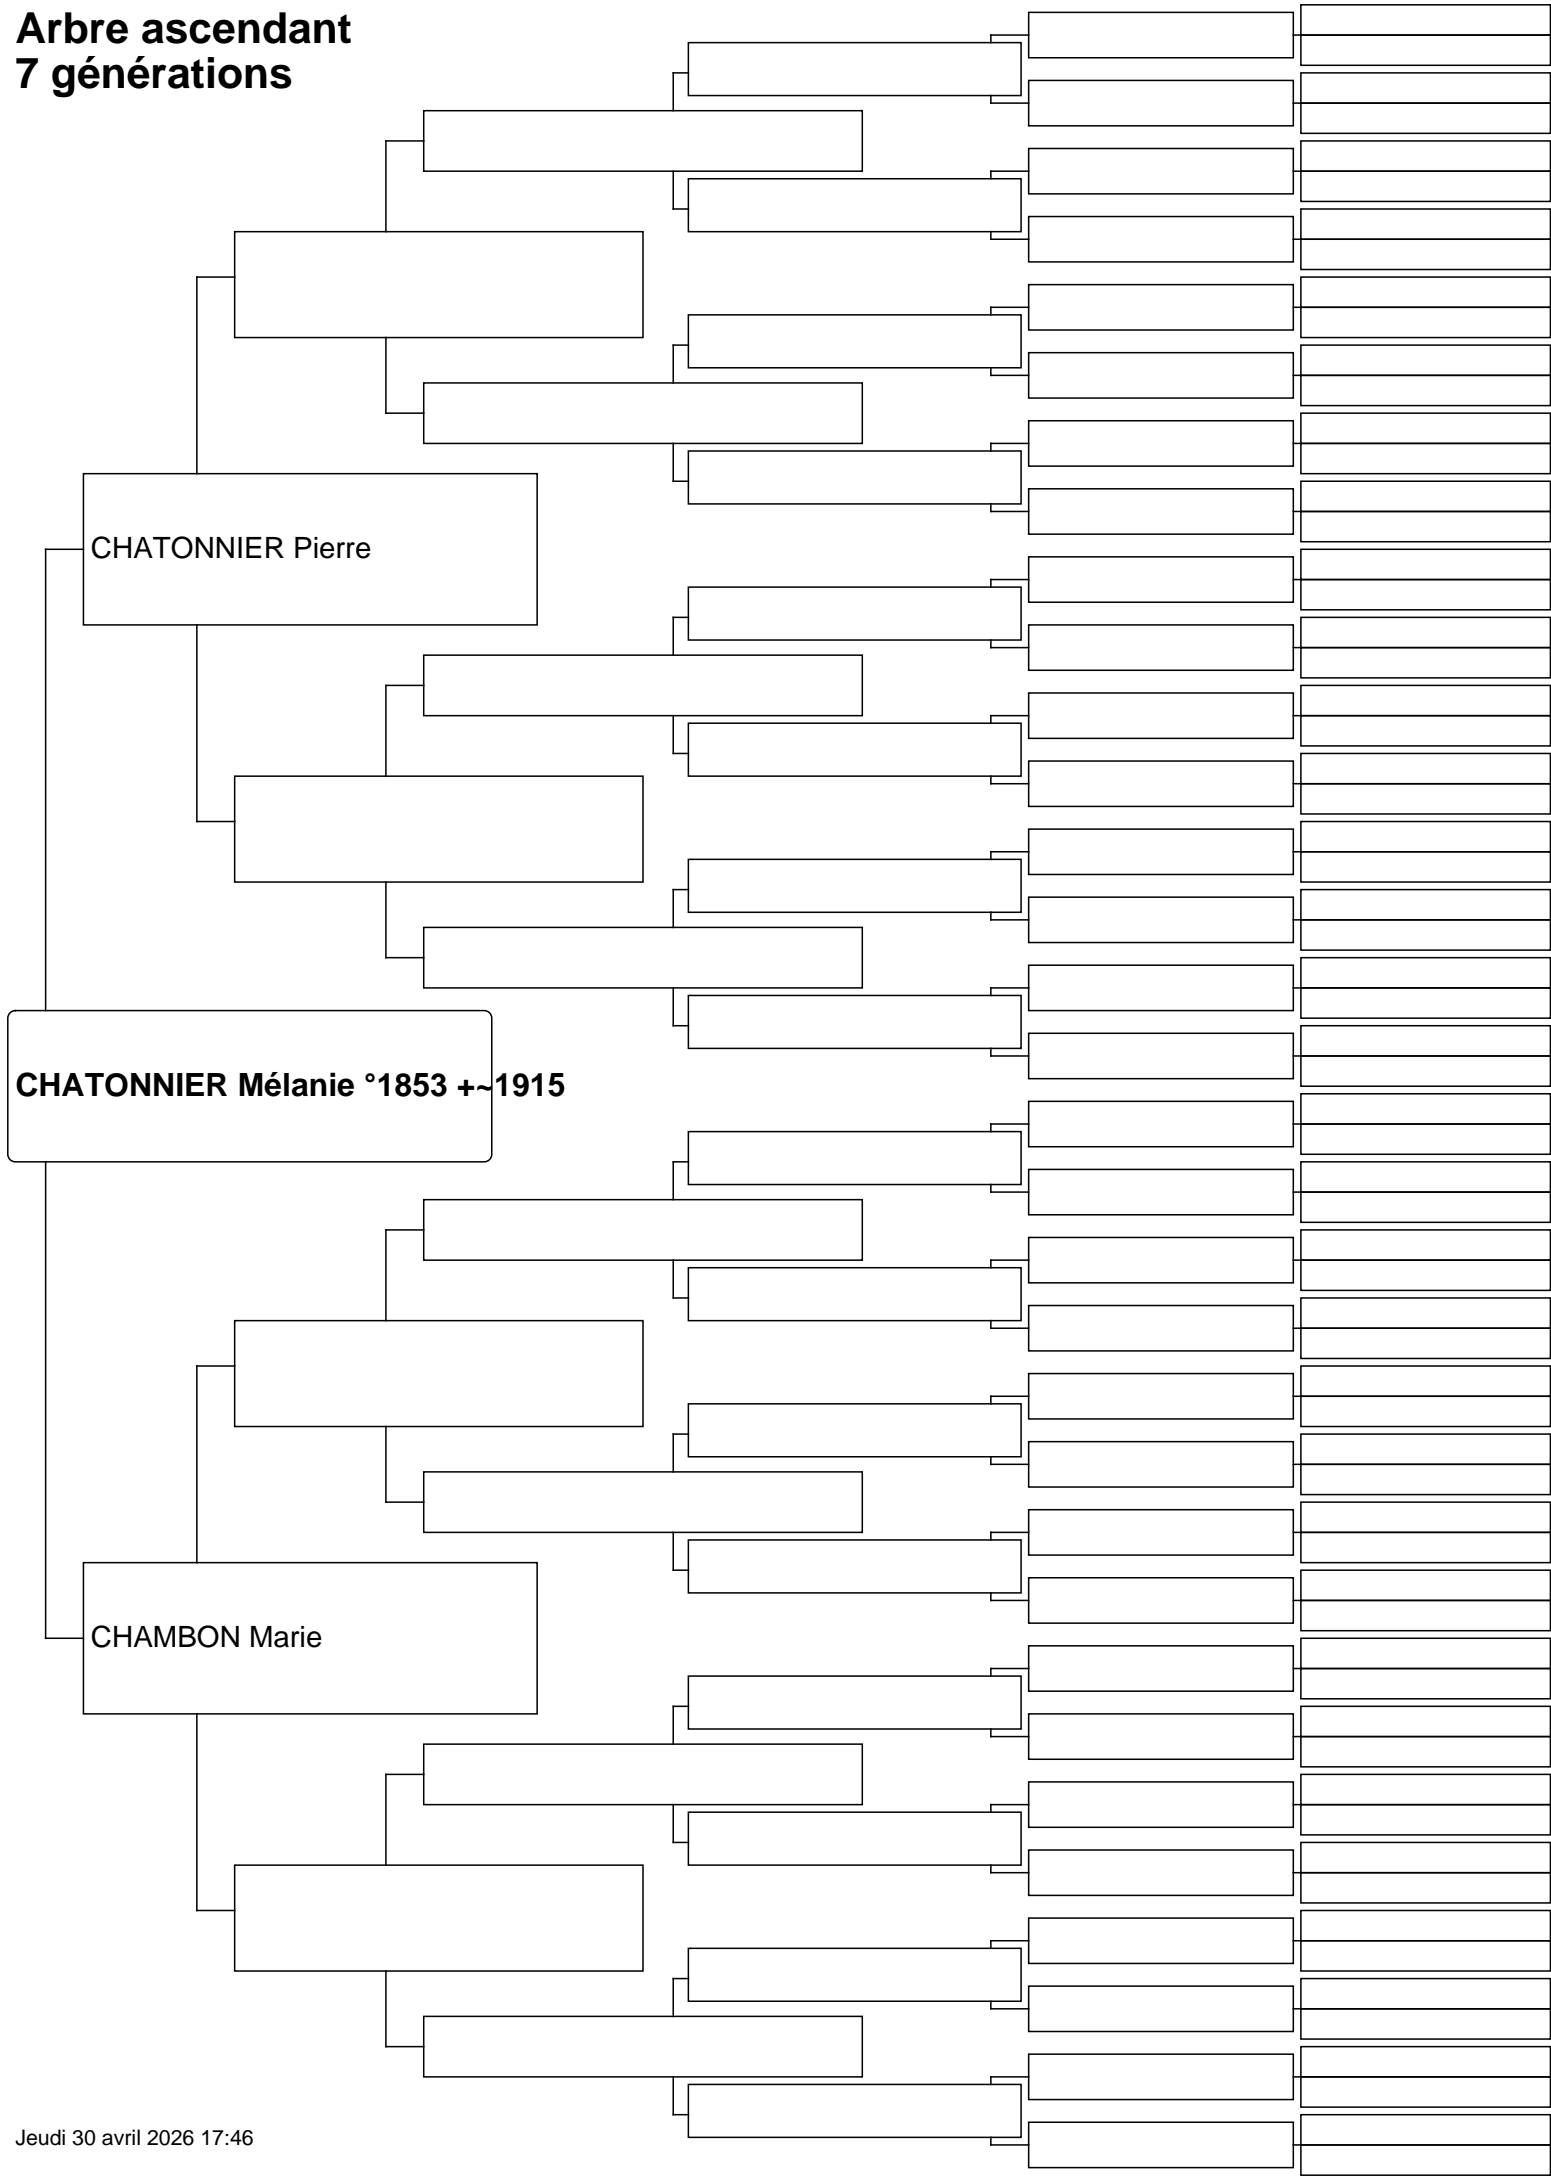 Arbre ascendant
7 générations
CHATONNIER Pierre
CHATONNIER Mélanie °1853 +~1915
CHAMBON Marie
Jeudi 30 avril 2026 17:46